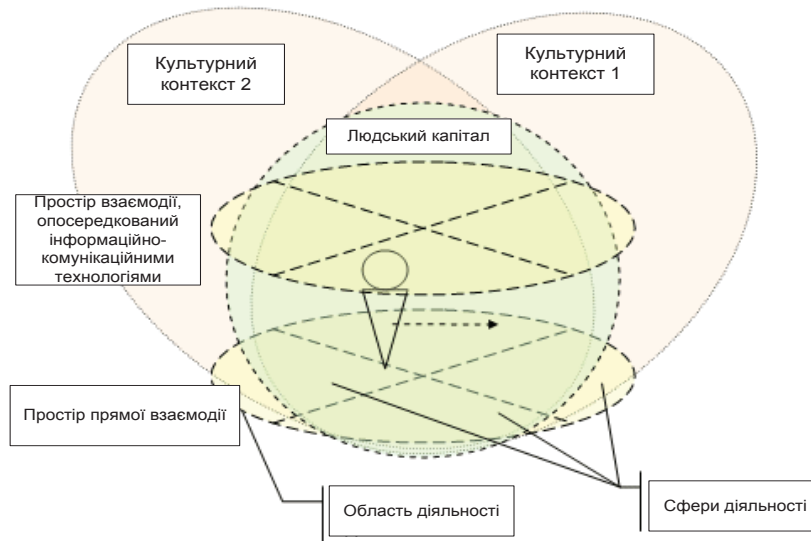 Культурний
контекст 2
Культурний
контекст 1
Людський капітал
Простір взаємодії,
опосередкований
інформаційно-
комунікаційними
технологіями
Простір прямої взаємодії
Область діяльності
Сфери діяльності